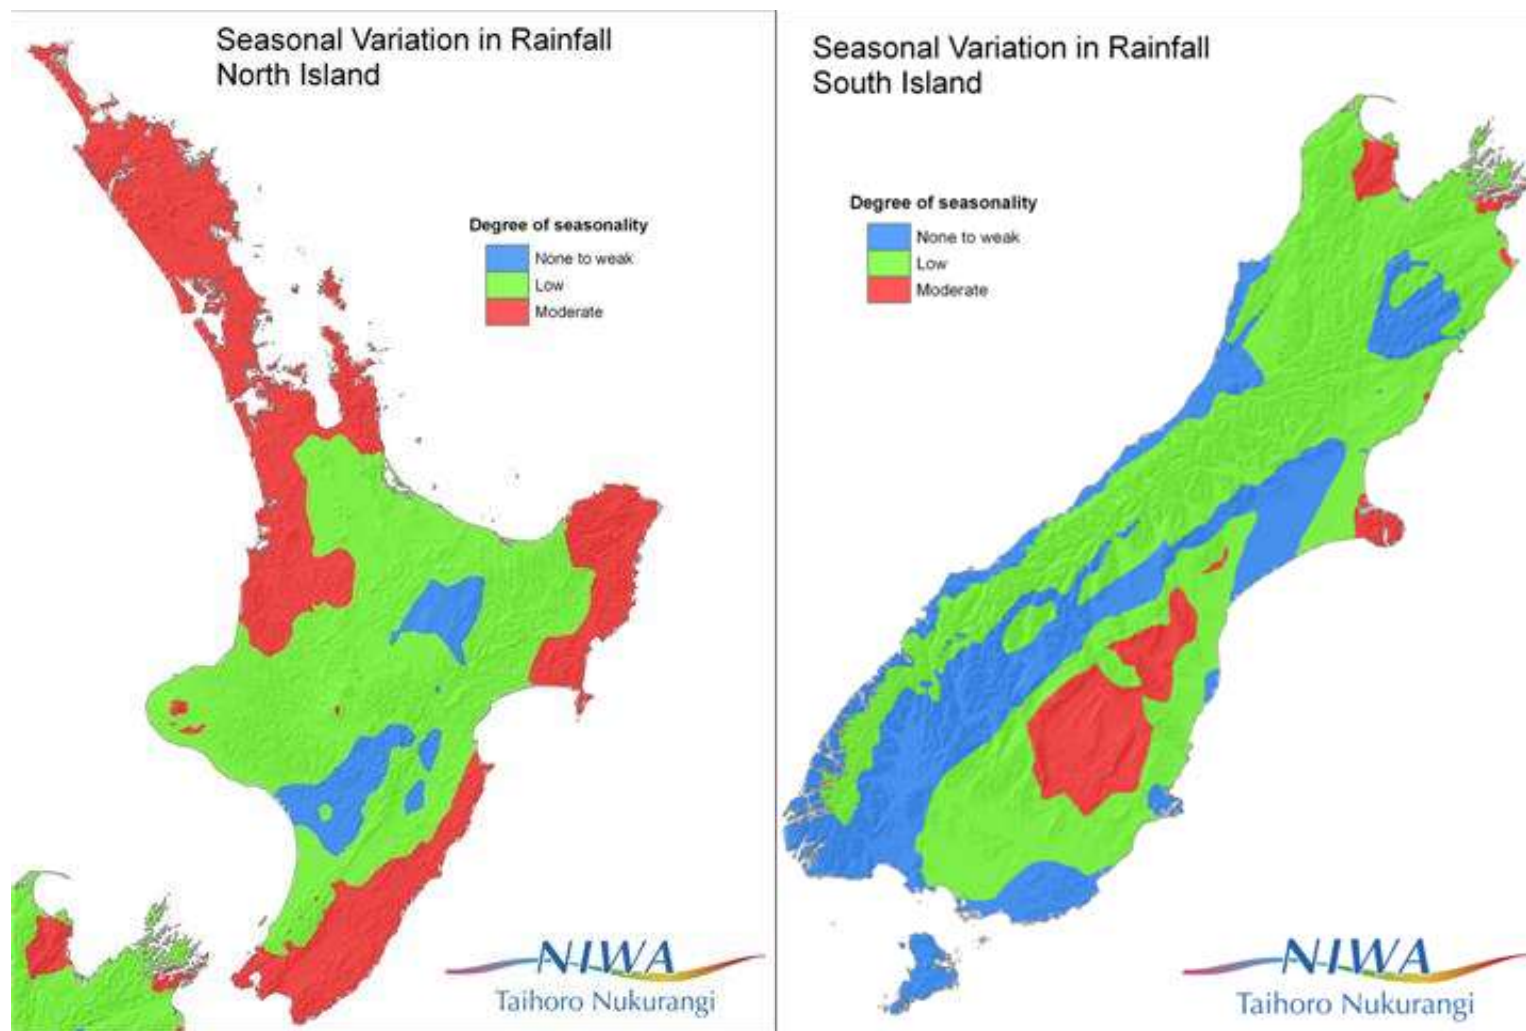 Seasonal Variation in Rainfall
North Island
Degree of seasonality
None to weak
Low
Moderate
NIWA
Taihoro Nukurangi
Seasonal Variation in Rainfall
South Island
Degree of seasonality
None to weak
Low
Moderate
NIWA
Taihoro Nukurangi